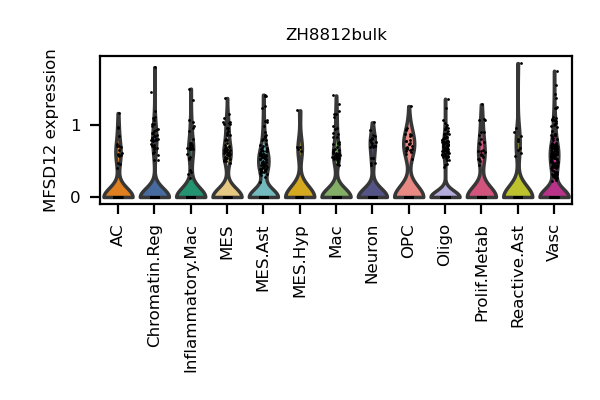 ZH8812bulk
MFSD12 expression
1
0
AC
Chromatin.Reg
Inflammatory.Mac
MES
MES.Ast
MES.Hyp
Mac
Neuron
OPC
Oligo
Prolif.Metab
Reactive.Ast
Vasc